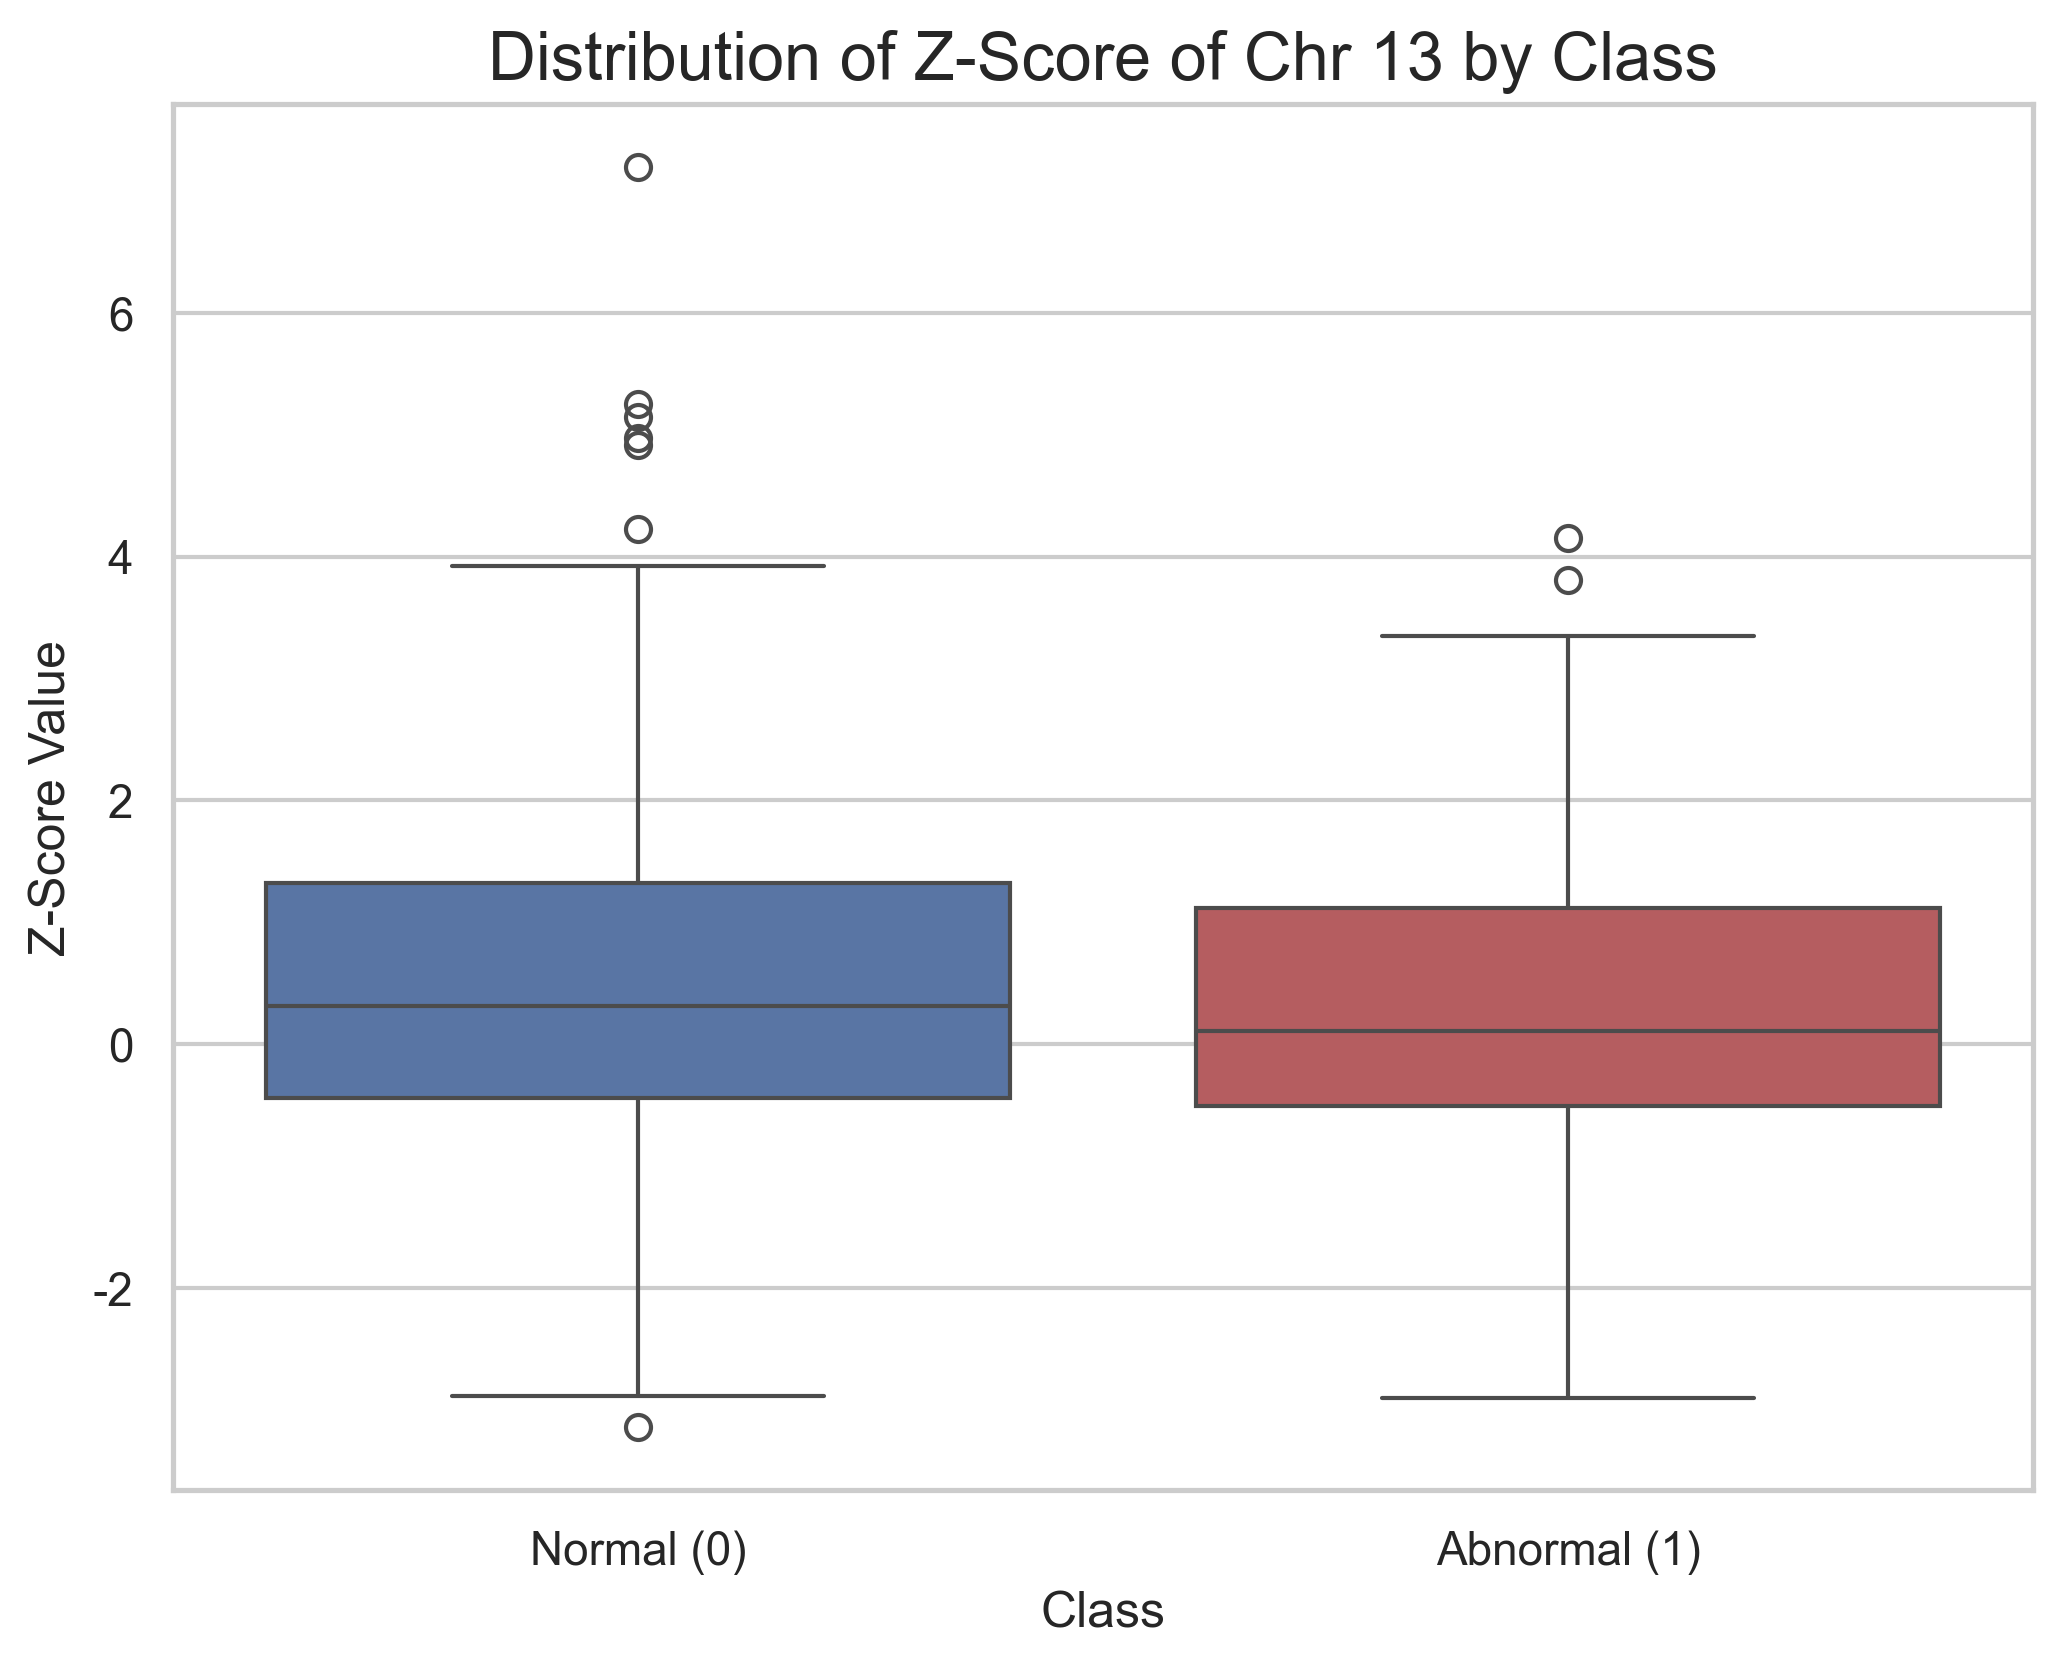 Distribution of Z-Score of Chr 13 by Class
Z-Score Value
6
4
2
0
-2
Normal (0)
Abnormal (1)
Class